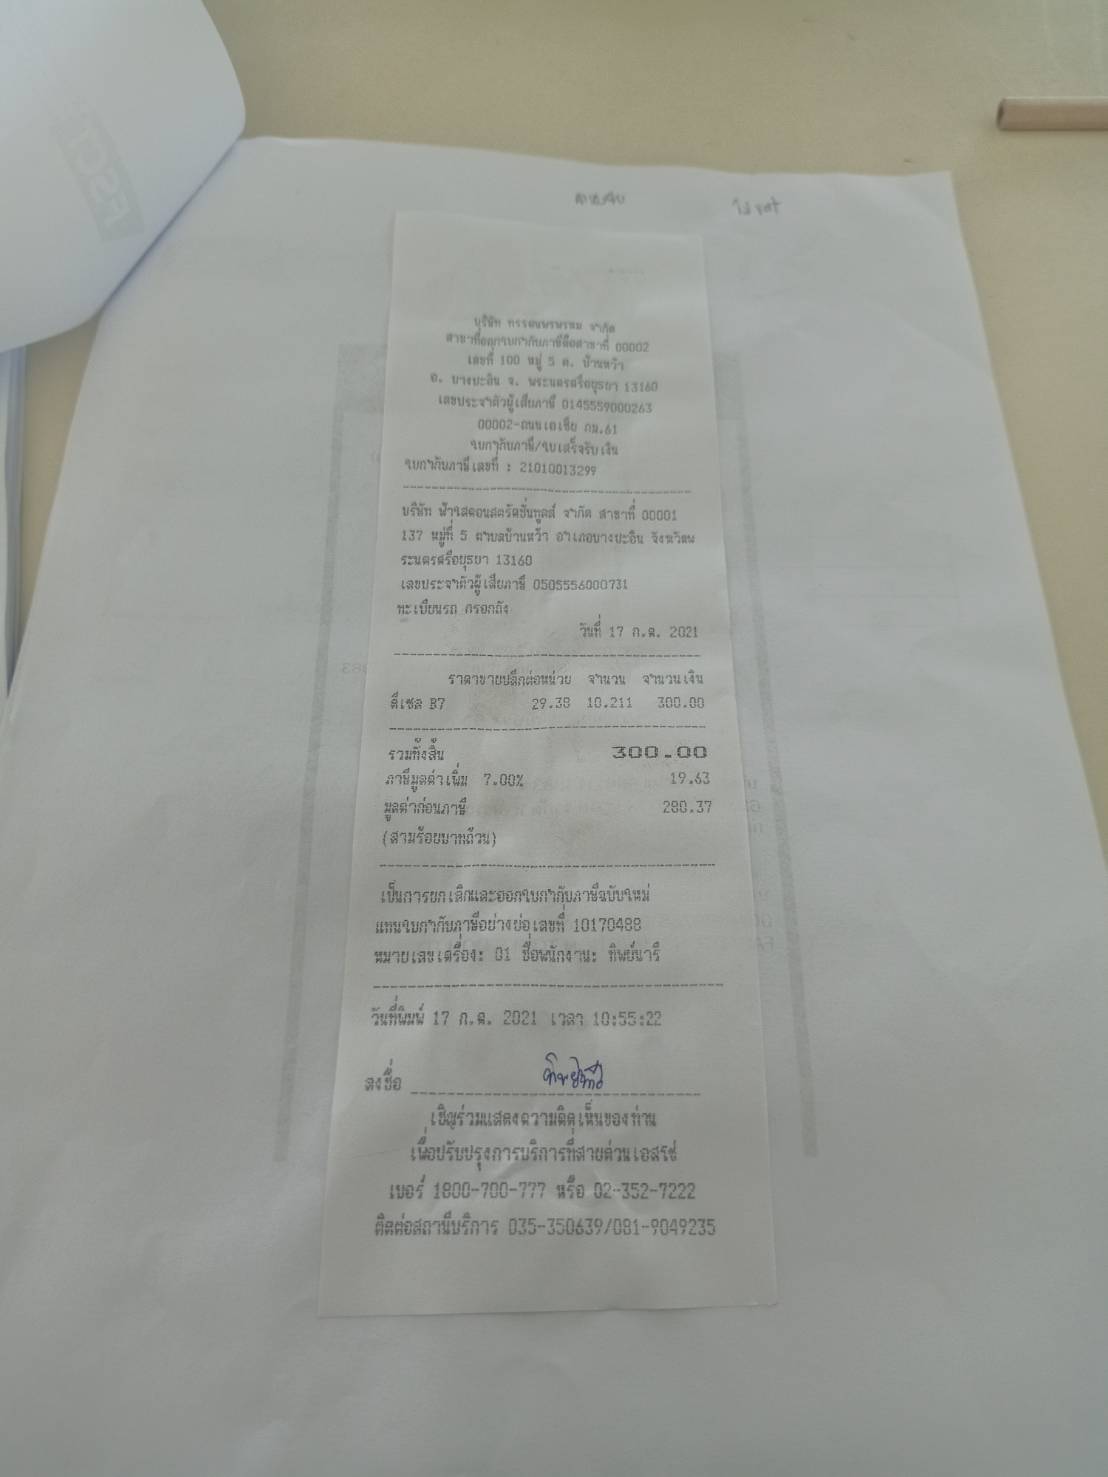 บริษัท ทรรศนพรพรหม จำกัด
สาขาที่ออกใบกำกับภาษีคือสาขาที่ 00002
เลขที่ 100 หมู่ 5 ต. บ้านหว้า
อ. บางปะอิน จ. พระนครศรีอยุธยา 13160
เลขประจำตัวผู้เสียภาษี 0145559000263
00002-ถนนเอเซีย กม.61
ใบกำกับภาษี/ใบเสร็จรับเงิน
ใบกำกับภาษีเลขที่ : 21010013299
บริษัท ฟ้าใสคอนสตรัคชั่นทูลส์ จำกัด สาขาที่ 00001
137 หมู่ที่ 5 ตำบลบ้านหว้า อำเภอบางปะอิน จังหวัดพ
ระนครศรีอยุธยา 13160
เลขประจำตัวผู้เสียภาษี 0505556000731
ทะเบียนรถ กรอกถัง
วันที่ 17 ก.ค. 2021
ราคาขายปลีกต่อหน่วย จำนวน จำนวนเงิน
ดีเซล B7 29.38 10.211 300.00
รวมทั้งสิ้น 300.00
ภาษีมูลค่าเพิ่ม 7.00% 19.63
มูลค่าก่อนภาษี 280.37
(สามร้อยบาทถ้วน)
เป็นการยกเลิกและออกใบกำกับภาษีฉบับใหม่
แทนใบกำกับภาษีอย่างย่อเลขที่ 10170488
หมายเลขเครื่อง: 01 ชื่อพนักงาน: ทิพย์นารี
วันที่พิมพ์ 17 ก.ค. 2021 เวลา 10:55:22
ลงชื่อ
เชิญร่วมแสดงความคิดเห็นของท่าน
เพื่อปรับปรุงการบริการที่สายด่วนเอสโซ่
เบอร์ 1800-700-777 หรือ 02-352-7222
ติดต่อสถานีบริการ 035-350639/081-9049235